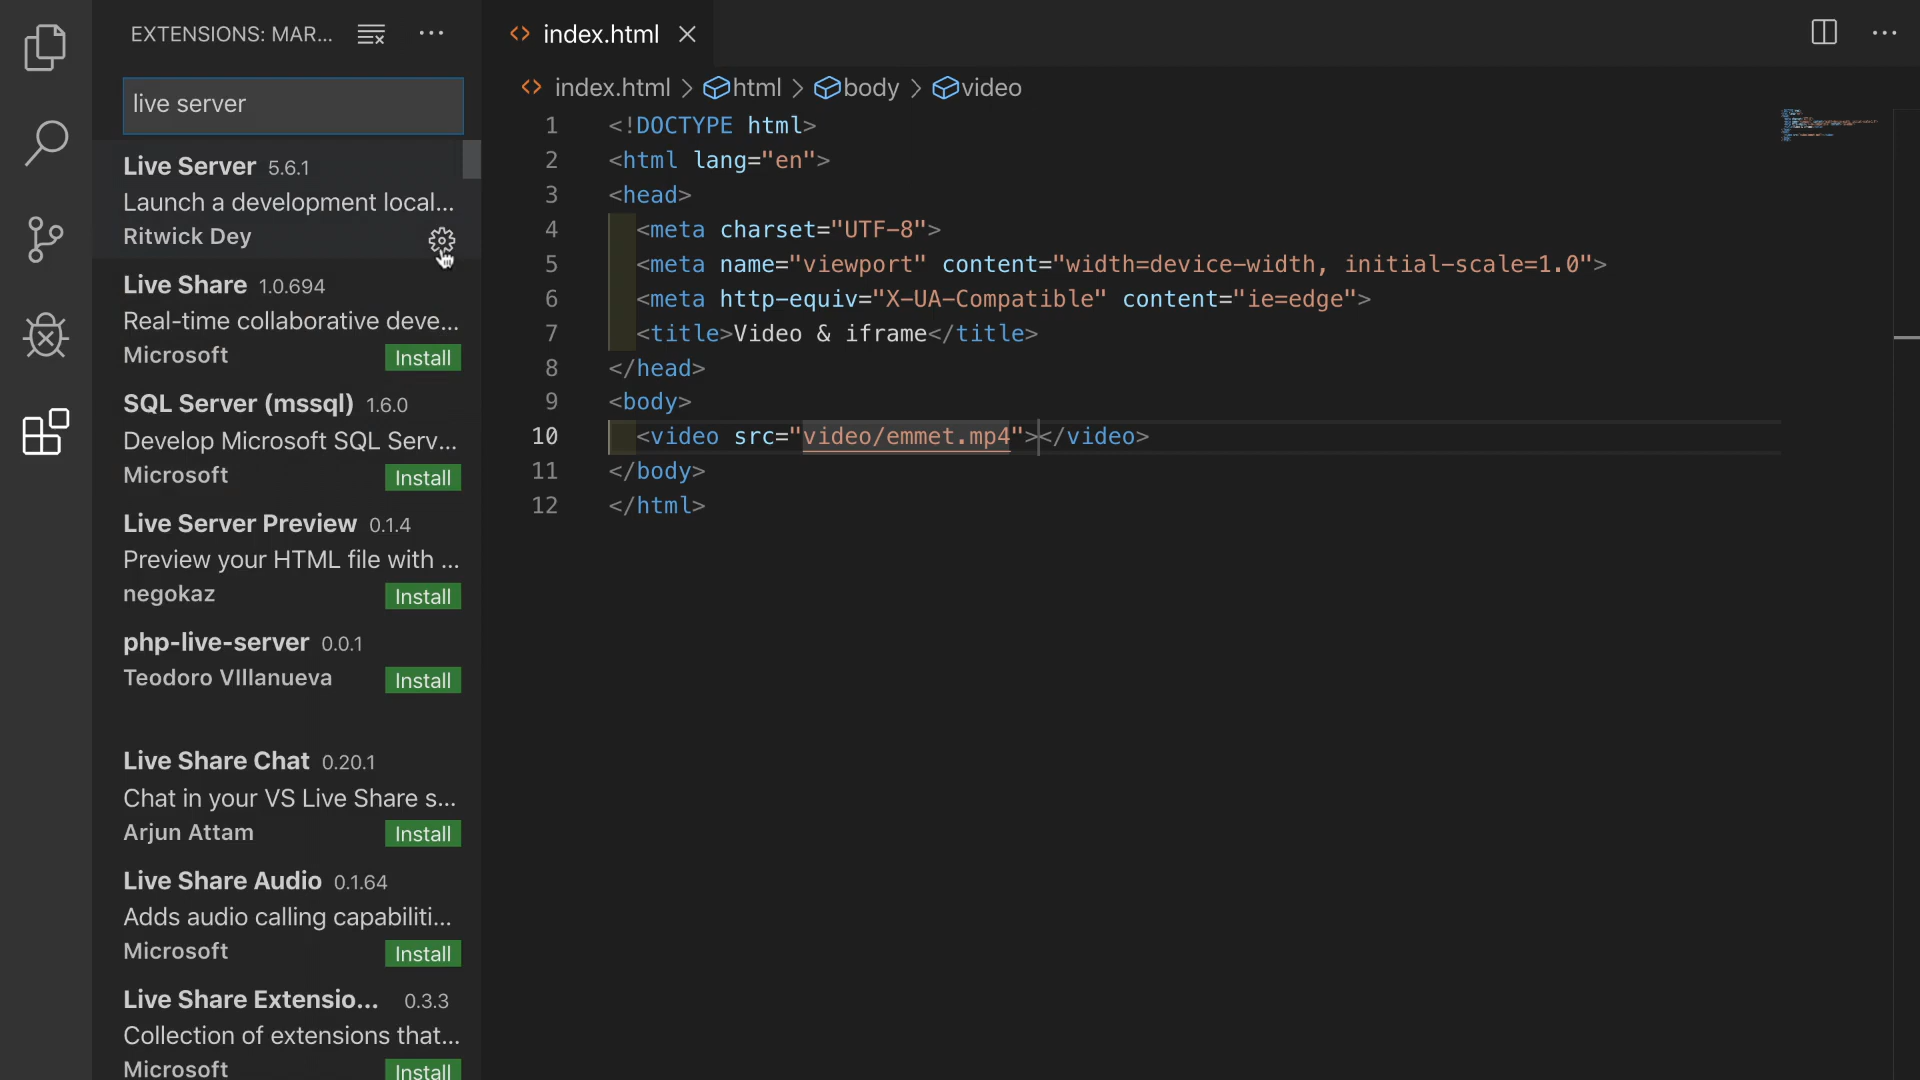 EXTENSIONS: MAR...
live server
Live Server 5.6.1
Launch a development local...
Ritwick Dey
Live Share 1.0.694
Real-time collaborative deve...
Microsoft Install
SQL Server (mssql) 1.6.0
Develop Microsoft SQL Serv...
Microsoft Install
Live Server Preview 0.1.4
Preview your HTML file with ...
negokaz Install
php-live-server 0.0.1
Teodoro VIllanueva Install
Live Share Chat 0.20.1
Chat in your VS Live Share s...
Arjun Attam Install
Live Share Audio 0.1.64
Adds audio calling capabiliti...
Microsoft Install
Live Share Extensio... 0.3.3
Collection of extensions that...
Microsoft Install
<> index.html
<> index.html > html > body > video
1 <!DOCTYPE html>
2 <html lang="en">
3 <head>
4 <meta charset="UTF-8">
5 <meta name="viewport" content="width=device-width, initial-scale=1.0">
6 <meta http-equiv="X-UA-Compatible" content="ie=edge">
7 <title>Video & iframe</title>
8 </head>
9 <body>
10 <video src="video/emmet.mp4"></video>
11 </body>
12 </html>